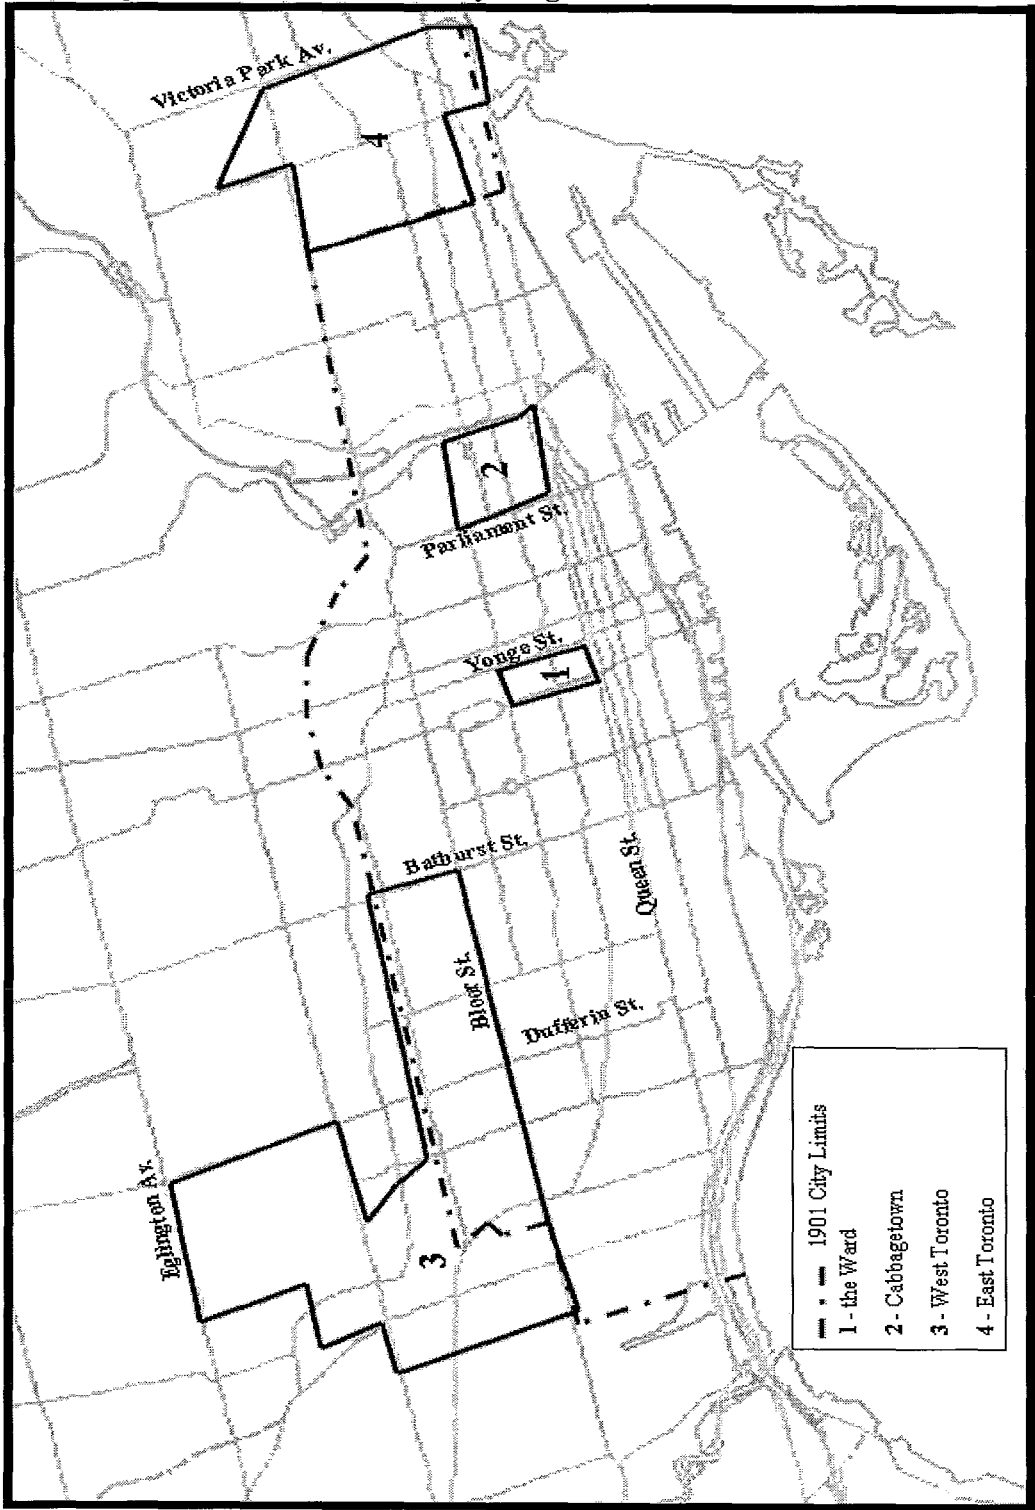 Eglington Av.
Victoria Park Av.
4
Parliament St.
2
Yonge St.
1
Bathurst St.
3
Bloor St.
Dufferin St.
Queen St.
1901 City Limits
1 - the Ward
2 - Cabbagetown
3 - West Toronto
4 - East Toronto